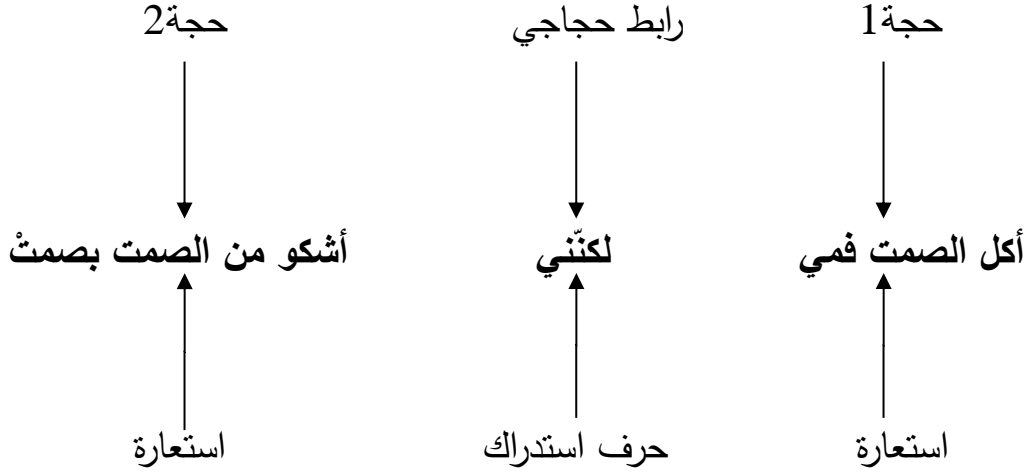 حجة1 رابط حجاجي حجة2
أكل الصمت فمي لكنّني أشكو من الصمت بصمتْ
استعارة حرف استدراك استعارة